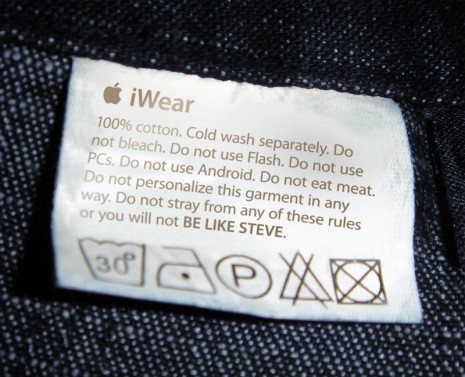 iWear
100% cotton. Cold wash separately. Do
not bleach. Do not use Flash. Do not use
PCs. Do not use Android. Do not eat meat.
Do not personalize this garment in any
way. Do not stray from any of these rules
or you will not BE LIKE STEVE.
30° P